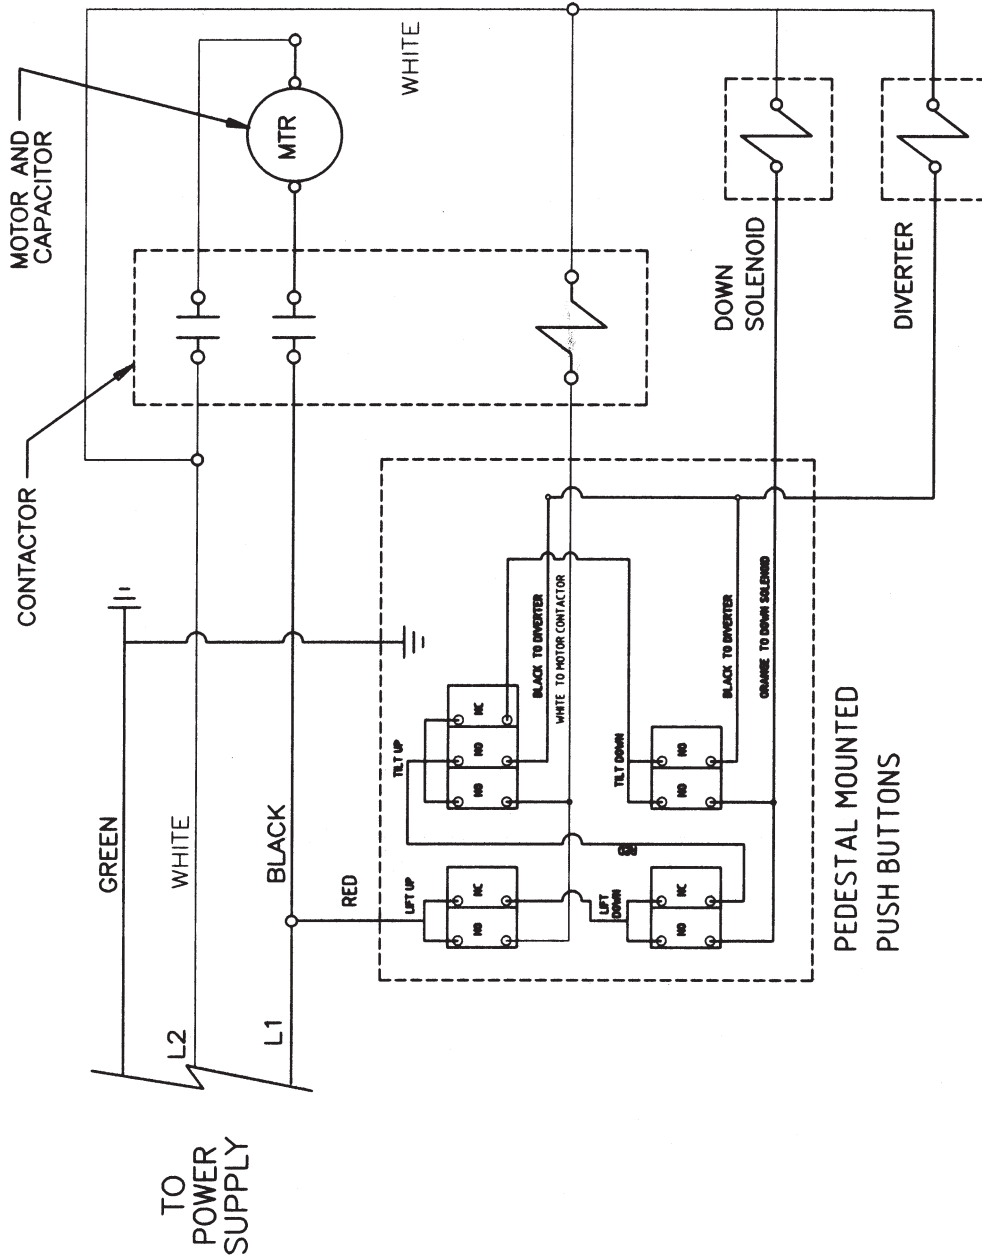 TO
POWER
SUPPLY
L2
L1
GREEN
WHITE
BLACK
RED
CONTACTOR
MOTOR AND
CAPACITOR
MTR
WHITE
LIFT UP
NO
NC
TILT UP
NO
NO
NC
LIFT
DOWN
NO
NC
TILT DOWN
NO
NO
BLACK TO DIVERTER
WHITE TO MOTOR CONTACTOR
BLACK TO DIVERTER
ORANGE TO DOWN SOLENOID
DOWN
SOLENOID
DIVERTER
PEDESTAL MOUNTED
PUSH BUTTONS